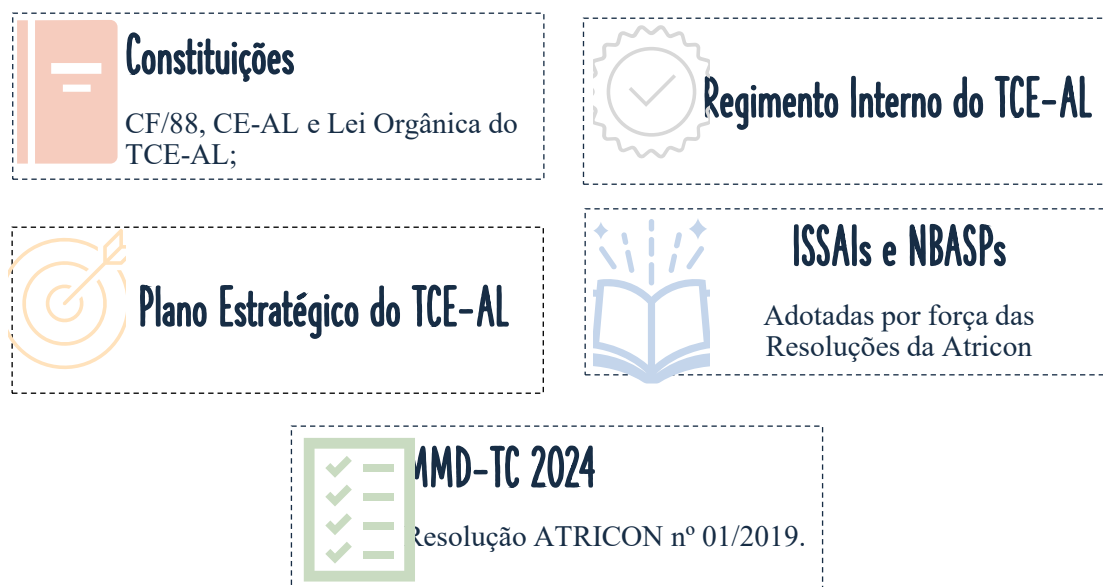 Constituições
CF/88, CE-AL e Lei Orgânica do
TCE-AL;
Regimento Interno do TCE-AL
Plano Estratégico do TCE-AL
ISSAIs e NBASPs
Adotadas por força das
Resoluções da Atricon
MMD-TC 2024
Resolução ATRICON nº 01/2019.